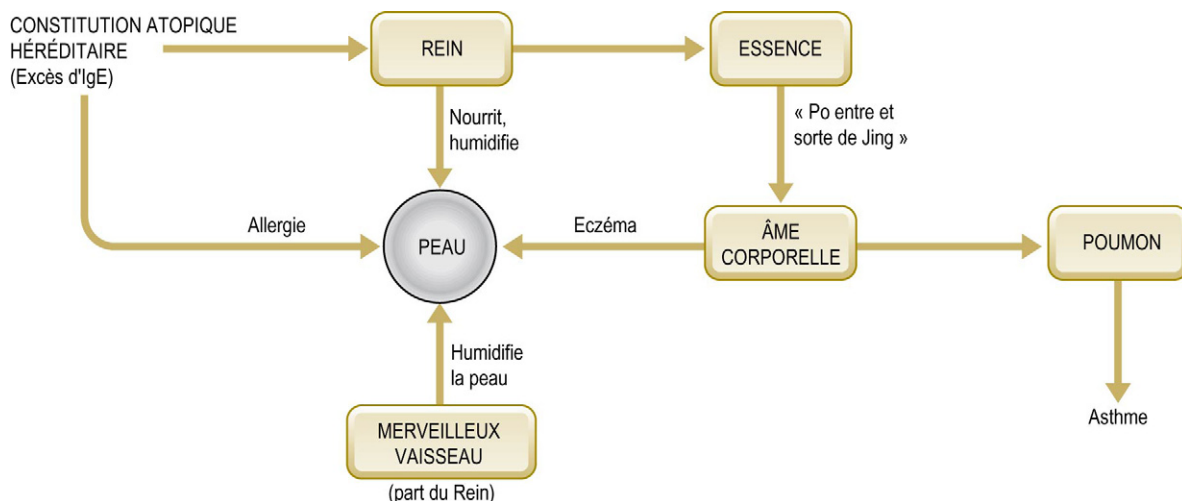 CONSTITUTION ATOPIQUE
HÉRÉDITAIRE
(Excès d'IgE)
REIN
ESSENCE
Nourrit,
humidifie
« Po entre et
sorte de Jing »
Allergie
PEAU
Eczéma
ÂME
CORPORELLE
POUMON
Humidifie
la peau
MERVEILLEUX
VAISSEAU
(part du Rein)
Asthme